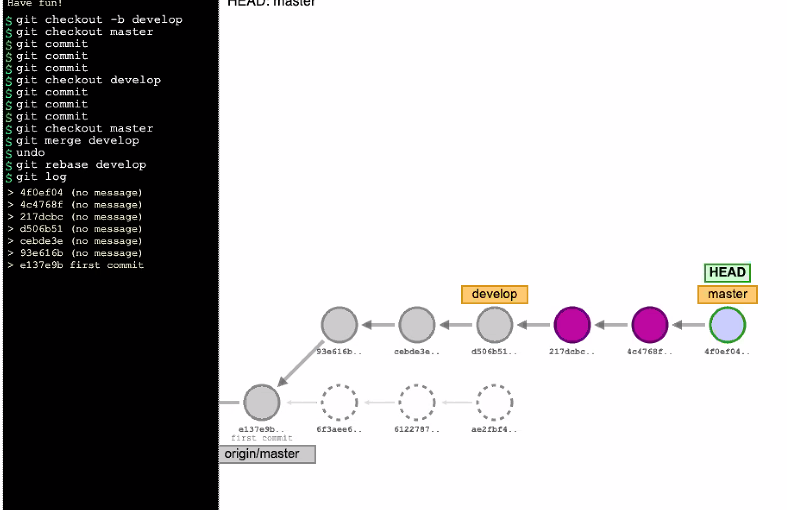 Have fun!
$ git checkout -b develop
$ git checkout master
$ git commit
$ git commit
$ git commit
$ git checkout develop
$ git commit
$ git commit
$ git commit
$ git checkout master
$ git merge develop
$ undo
$ git rebase develop
$ git log
> 4f0ef04 (no message)
> 4c4768f (no message)
> 217dcbc (no message)
> d506b51 (no message)
> cebde3e (no message)
> 93e616b (no message)
> e137e9b first commit
HEAD: master
HEAD
develop
master
93e616b..
cebde3e..
d506b51..
217dcbc..
4c4768f..
4f0ef04..
e137e9b..
first commit
6f3aee6..
6122787..
ae2fbf4..
origin/master